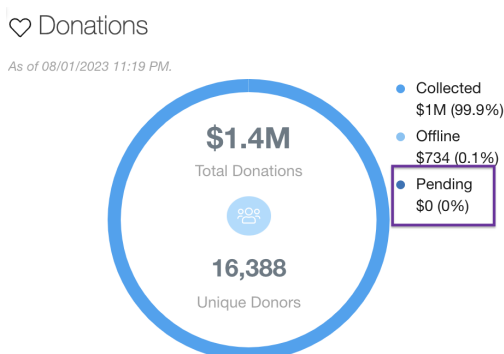 Donations
As of 08/01/2023 11:19 PM.
$1.4M
Total Donations
16,388
Unique Donors
Collected
$1M (99.9%)
Offline
$734 (0.1%)
Pending
$0 (0%)